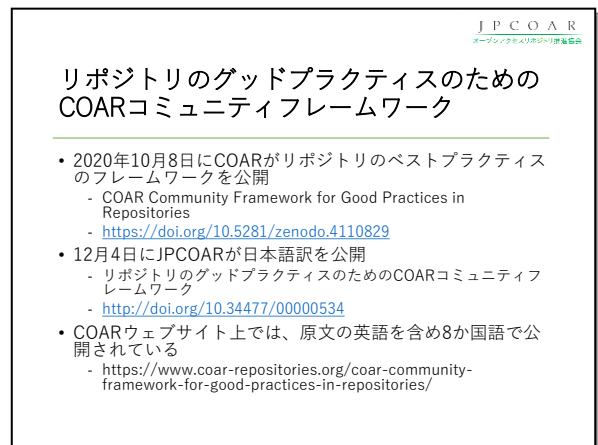 JPCOAR
オープンアクセスリポジトリ推進協会
リポジトリのグッドプラクティスのための
COARコミュニティフレームワーク
• 2020年10月8日にCOARがリポジトリのベストプラクティス
のフレームワークを公開
- COAR Community Framework for Good Practices in
Repositories
- https://doi.org/10.5281/zenodo.4110829
• 12月4日にJPCOARが日本語訳を公開
- リポジトリのグッドプラクティスのためのCOARコミュニティフ
レームワーク
- http://doi.org/10.34477/00000534
• COARウェブサイト上では、原文の英語を含め8か国語で公
開されている
- https://www.coar-repositories.org/coar-community-
framework-for-good-practices-in-repositories/